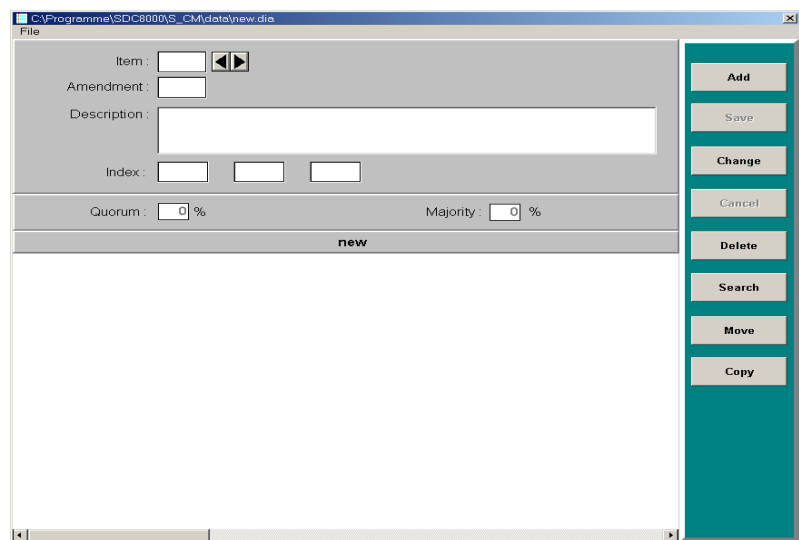 C:\Programme\SDC8000\S_CM\data\new.dia
File
Item :
Amendment :
Description :
Index :
Quorum : 0 %
Majority : 0 %
new
Add
Save
Change
Cancel
Delete
Search
Move
Copy